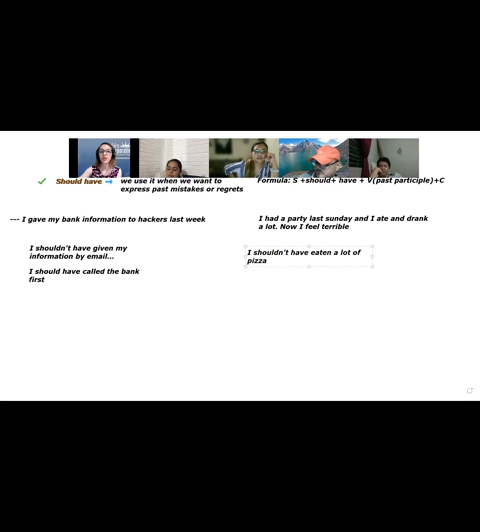 Should have → we use it when we want to
express past mistakes or regrets
Formula: S +should+ have + V(past participle)+C
--- I gave my bank information to hackers last week
I had a party last sunday and I ate and drank
a lot. Now I feel terrible
I shouldn't have given my
information by email...
I should have called the bank
first
I shouldn't have eaten a lot of
pizza